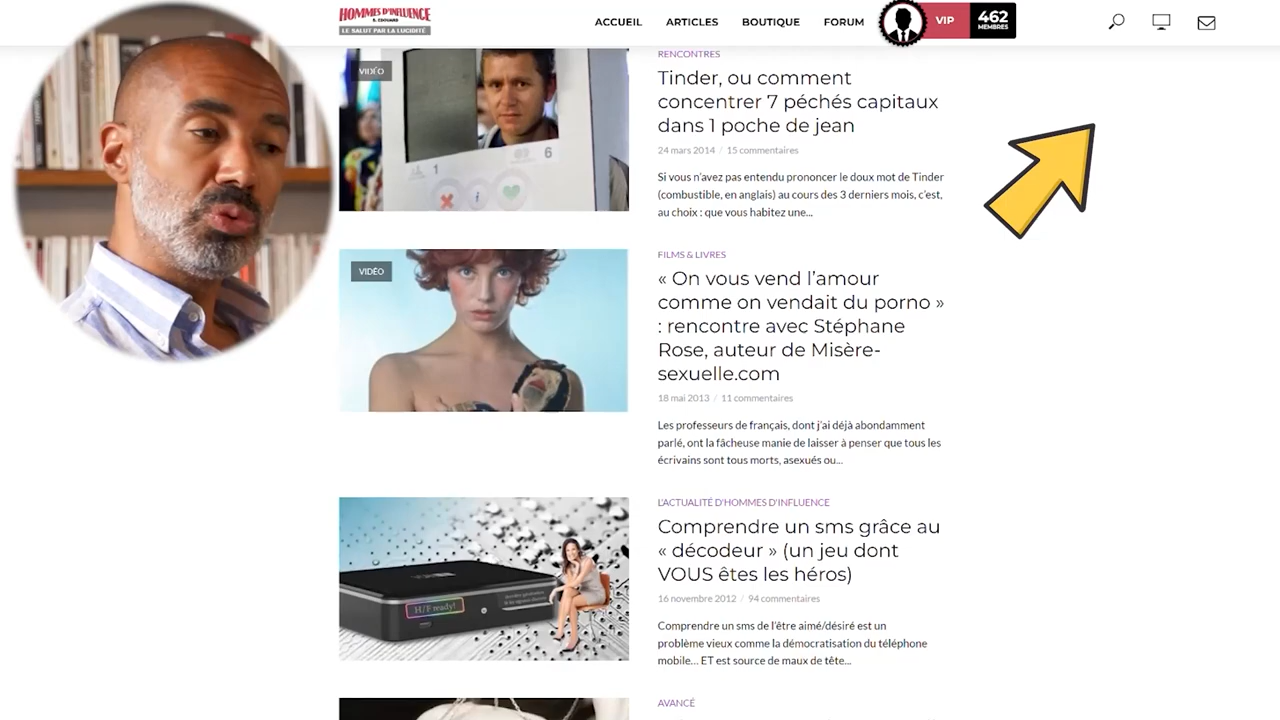 HOMMES D'INFLUENCE
S. EDOUARD
LE SALUT PAR LA LUCIDITÉ
ACCUEIL
ARTICLES
BOUTIQUE
FORUM
VIP
462
MEMBRES
VIDÉO
1
6
i
RENCONTRES
Tinder, ou comment
concentrer 7 péchés capitaux
dans 1 poche de jean
24 mars 2014 / 15 commentaires
Si vous n'avez pas entendu prononcer le doux mot de Tinder
(combustible, en anglais) au cours des 3 derniers mois, c'est,
au choix : que vous habitez une...
VIDÉO
FILMS & LIVRES
« On vous vend l'amour
comme on vendait du porno »
: rencontre avec Stéphane
Rose, auteur de Misère-
sexuelle.com
18 mai 2013 / 11 commentaires
Les professeurs de français, dont j'ai déjà abondamment
parlé, ont la fâcheuse manie de laisser à penser que tous les
écrivains sont tous morts, asexués ou...
HIF ready!
L'ACTUALITÉ D'HOMMES D'INFLUENCE
Comprendre un sms grâce au
« décodeur » (un jeu dont
VOUS êtes les héros)
16 novembre 2012 / 94 commentaires
Comprendre un sms de l'être aimé/désiré est un
problème vieux comme la démocratisation du téléphone
mobile... ET est source de maux de tête...
AVANCÉ